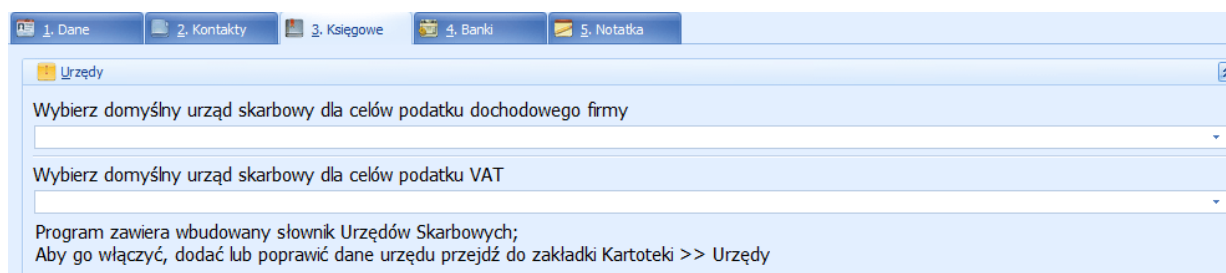 1. Dane 2. Kontakty 3. Księgowe 4. Banki 5. Notatka
Urzędy
Wybierz domyślny urząd skarbowy dla celów podatku dochodowego firmy
Wybierz domyślny urząd skarbowy dla celów podatku VAT
Program zawiera wbudowany słownik Urzędów Skarbowych;
Aby go włączyć, dodać lub poprawić dane urzędu przejdź do zakładki Kartoteki >> Urzędy